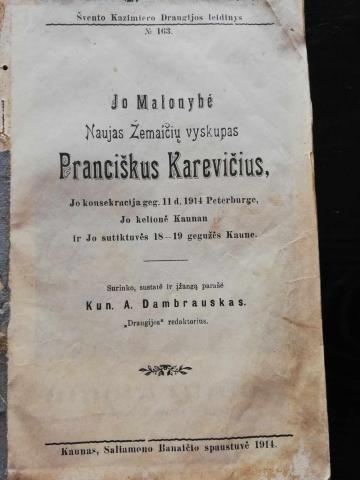 Švento Kazimiero Draugijos leidinys
№ 163.
Jo Malonybė
Naujas Žemaičių vyskupas
Pranciškus Karevičius,
Jo konsekracija geg. 11 d. 1914 Peterburge,
Jo kelionė Kaunan
ir Jo sutiktuvės 18–19 gegužės Kaune.
Surinko, sustatė ir įžangą parašė
Kun. A. Dambrauskas.
„Draugijos“ redaktorius.
Kaunas, Saliamono Banaičio spaustuvė 1914.